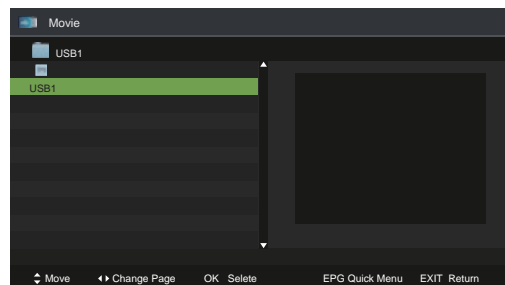 Movie
USB1
USB1
Move Change Page OK Selete EPG Quick Menu EXIT Return